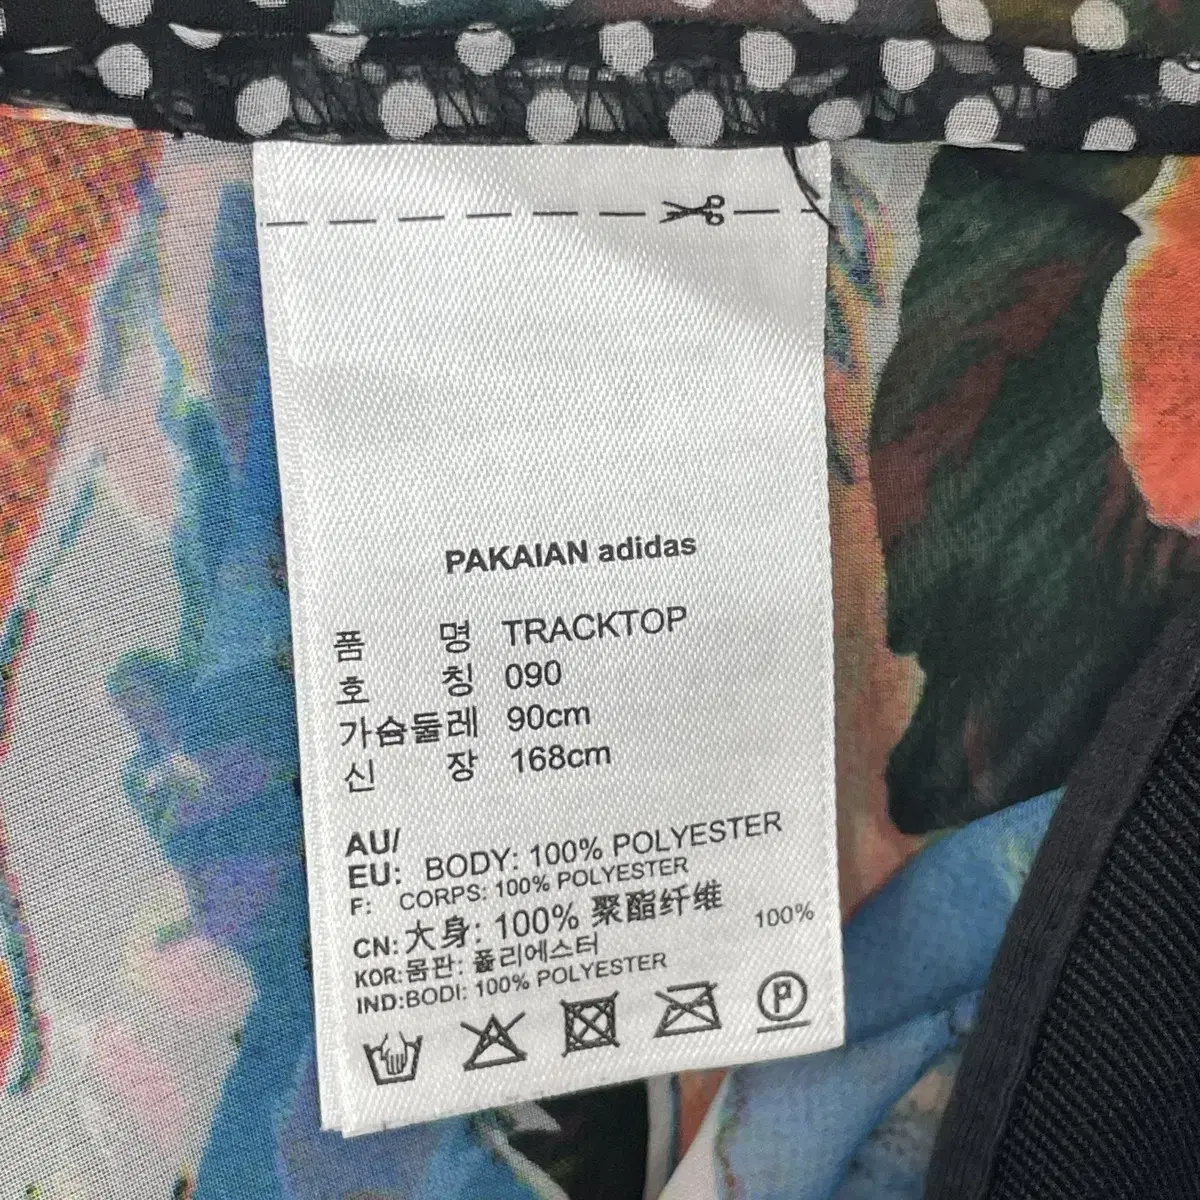 PAKAIAN adidas
품 명 TRACKTOP
호 칭 090
가슴둘레 90cm
신 장 168cm
AU/
EU: BODY: 100% POLYESTER
F: CORPS: 100% POLYESTER
CN: 大身: 100% 聚酯纤维
KOR: 몸판: 폴리에스터 100%
IND: BODI: 100% POLYESTER
P